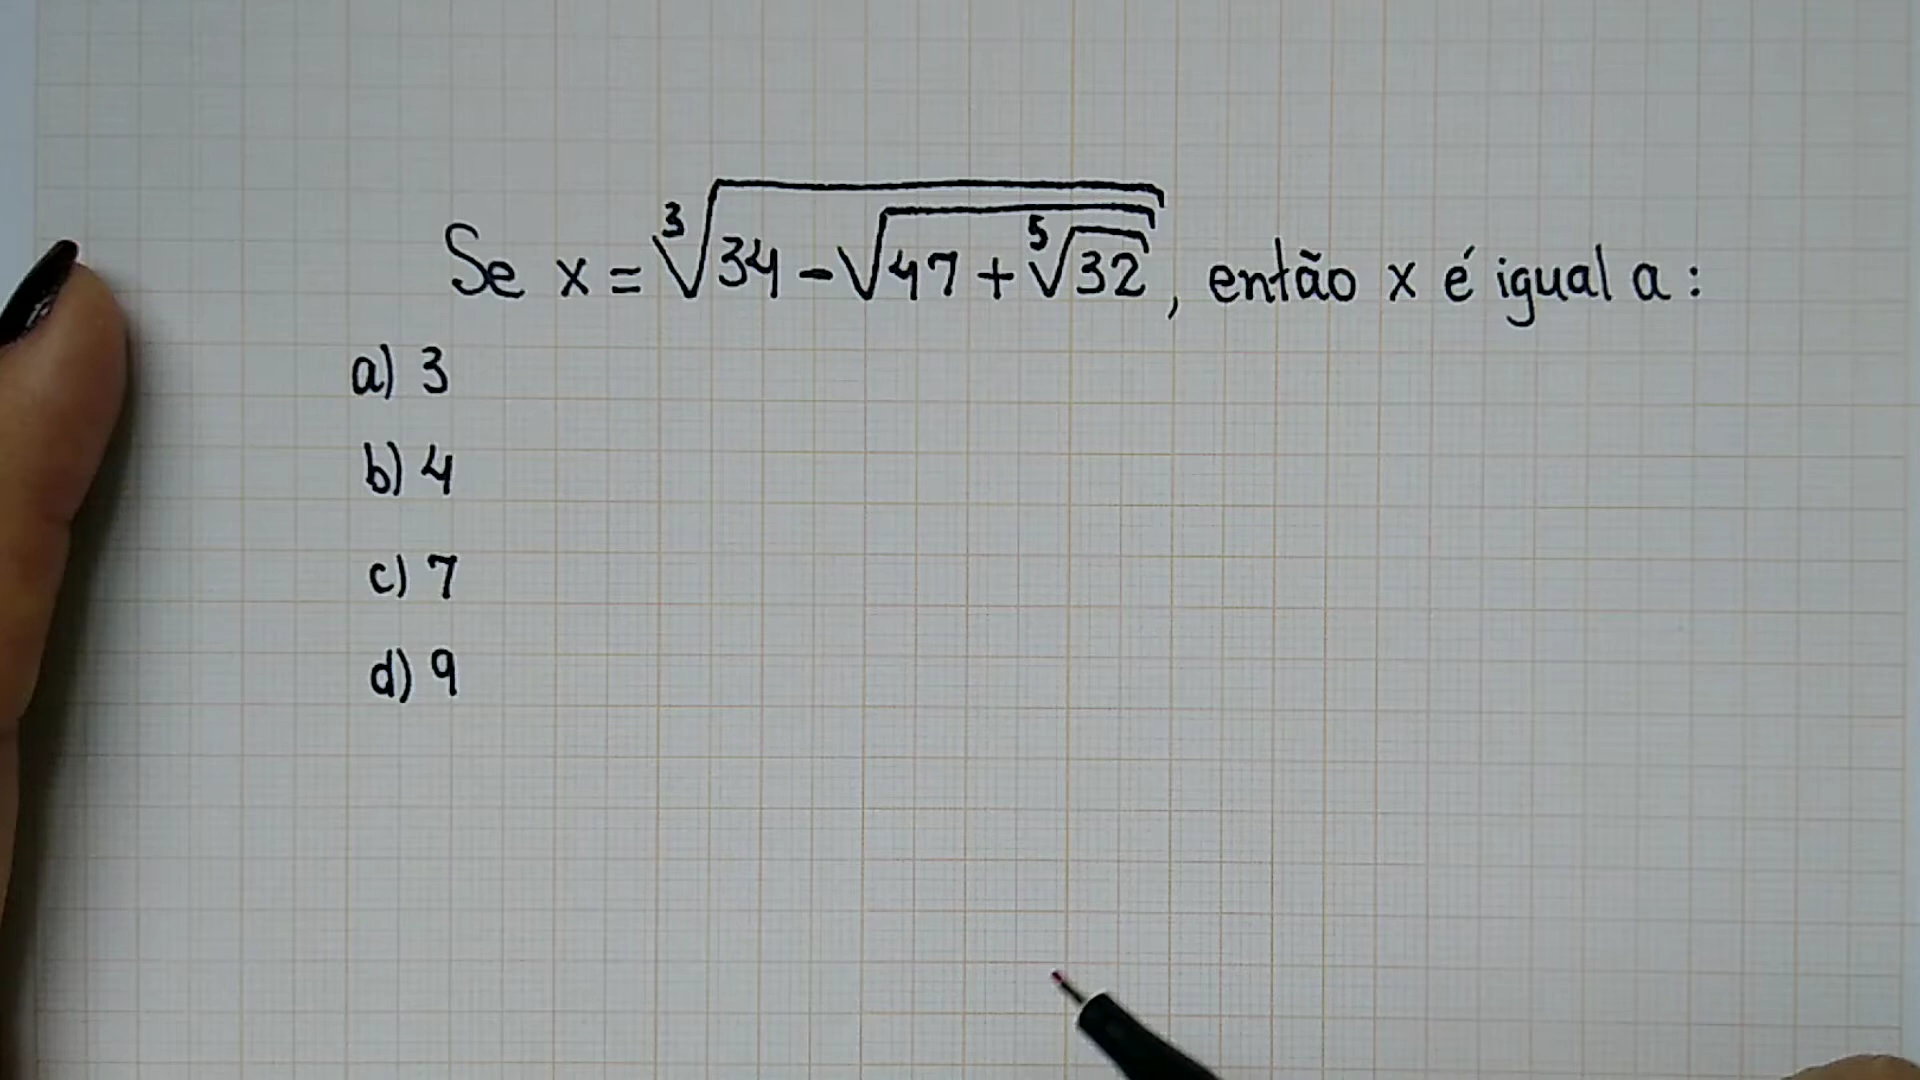 Se x = ∛(34 - √(47 + ⁵√32)), então x é igual a:
a) 3
b) 4
c) 7
d) 9